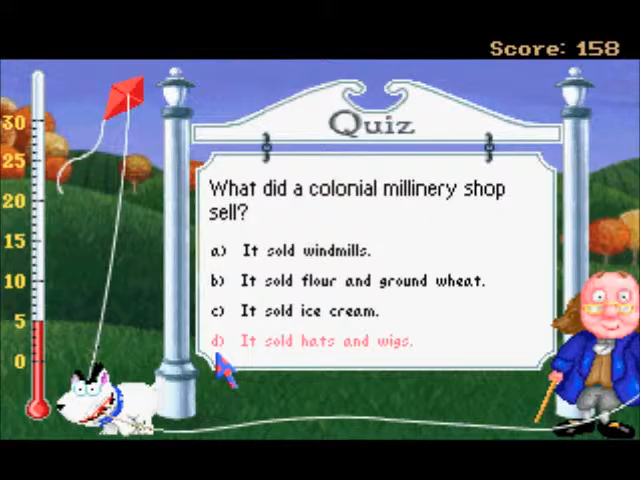 Score: 158
Quiz
30
25
20
15
10
5
0
What did a colonial millinery shop
sell?
a) It sold windmills.
b) It sold flour and ground wheat.
c) It sold ice cream.
d) It sold hats and wigs.